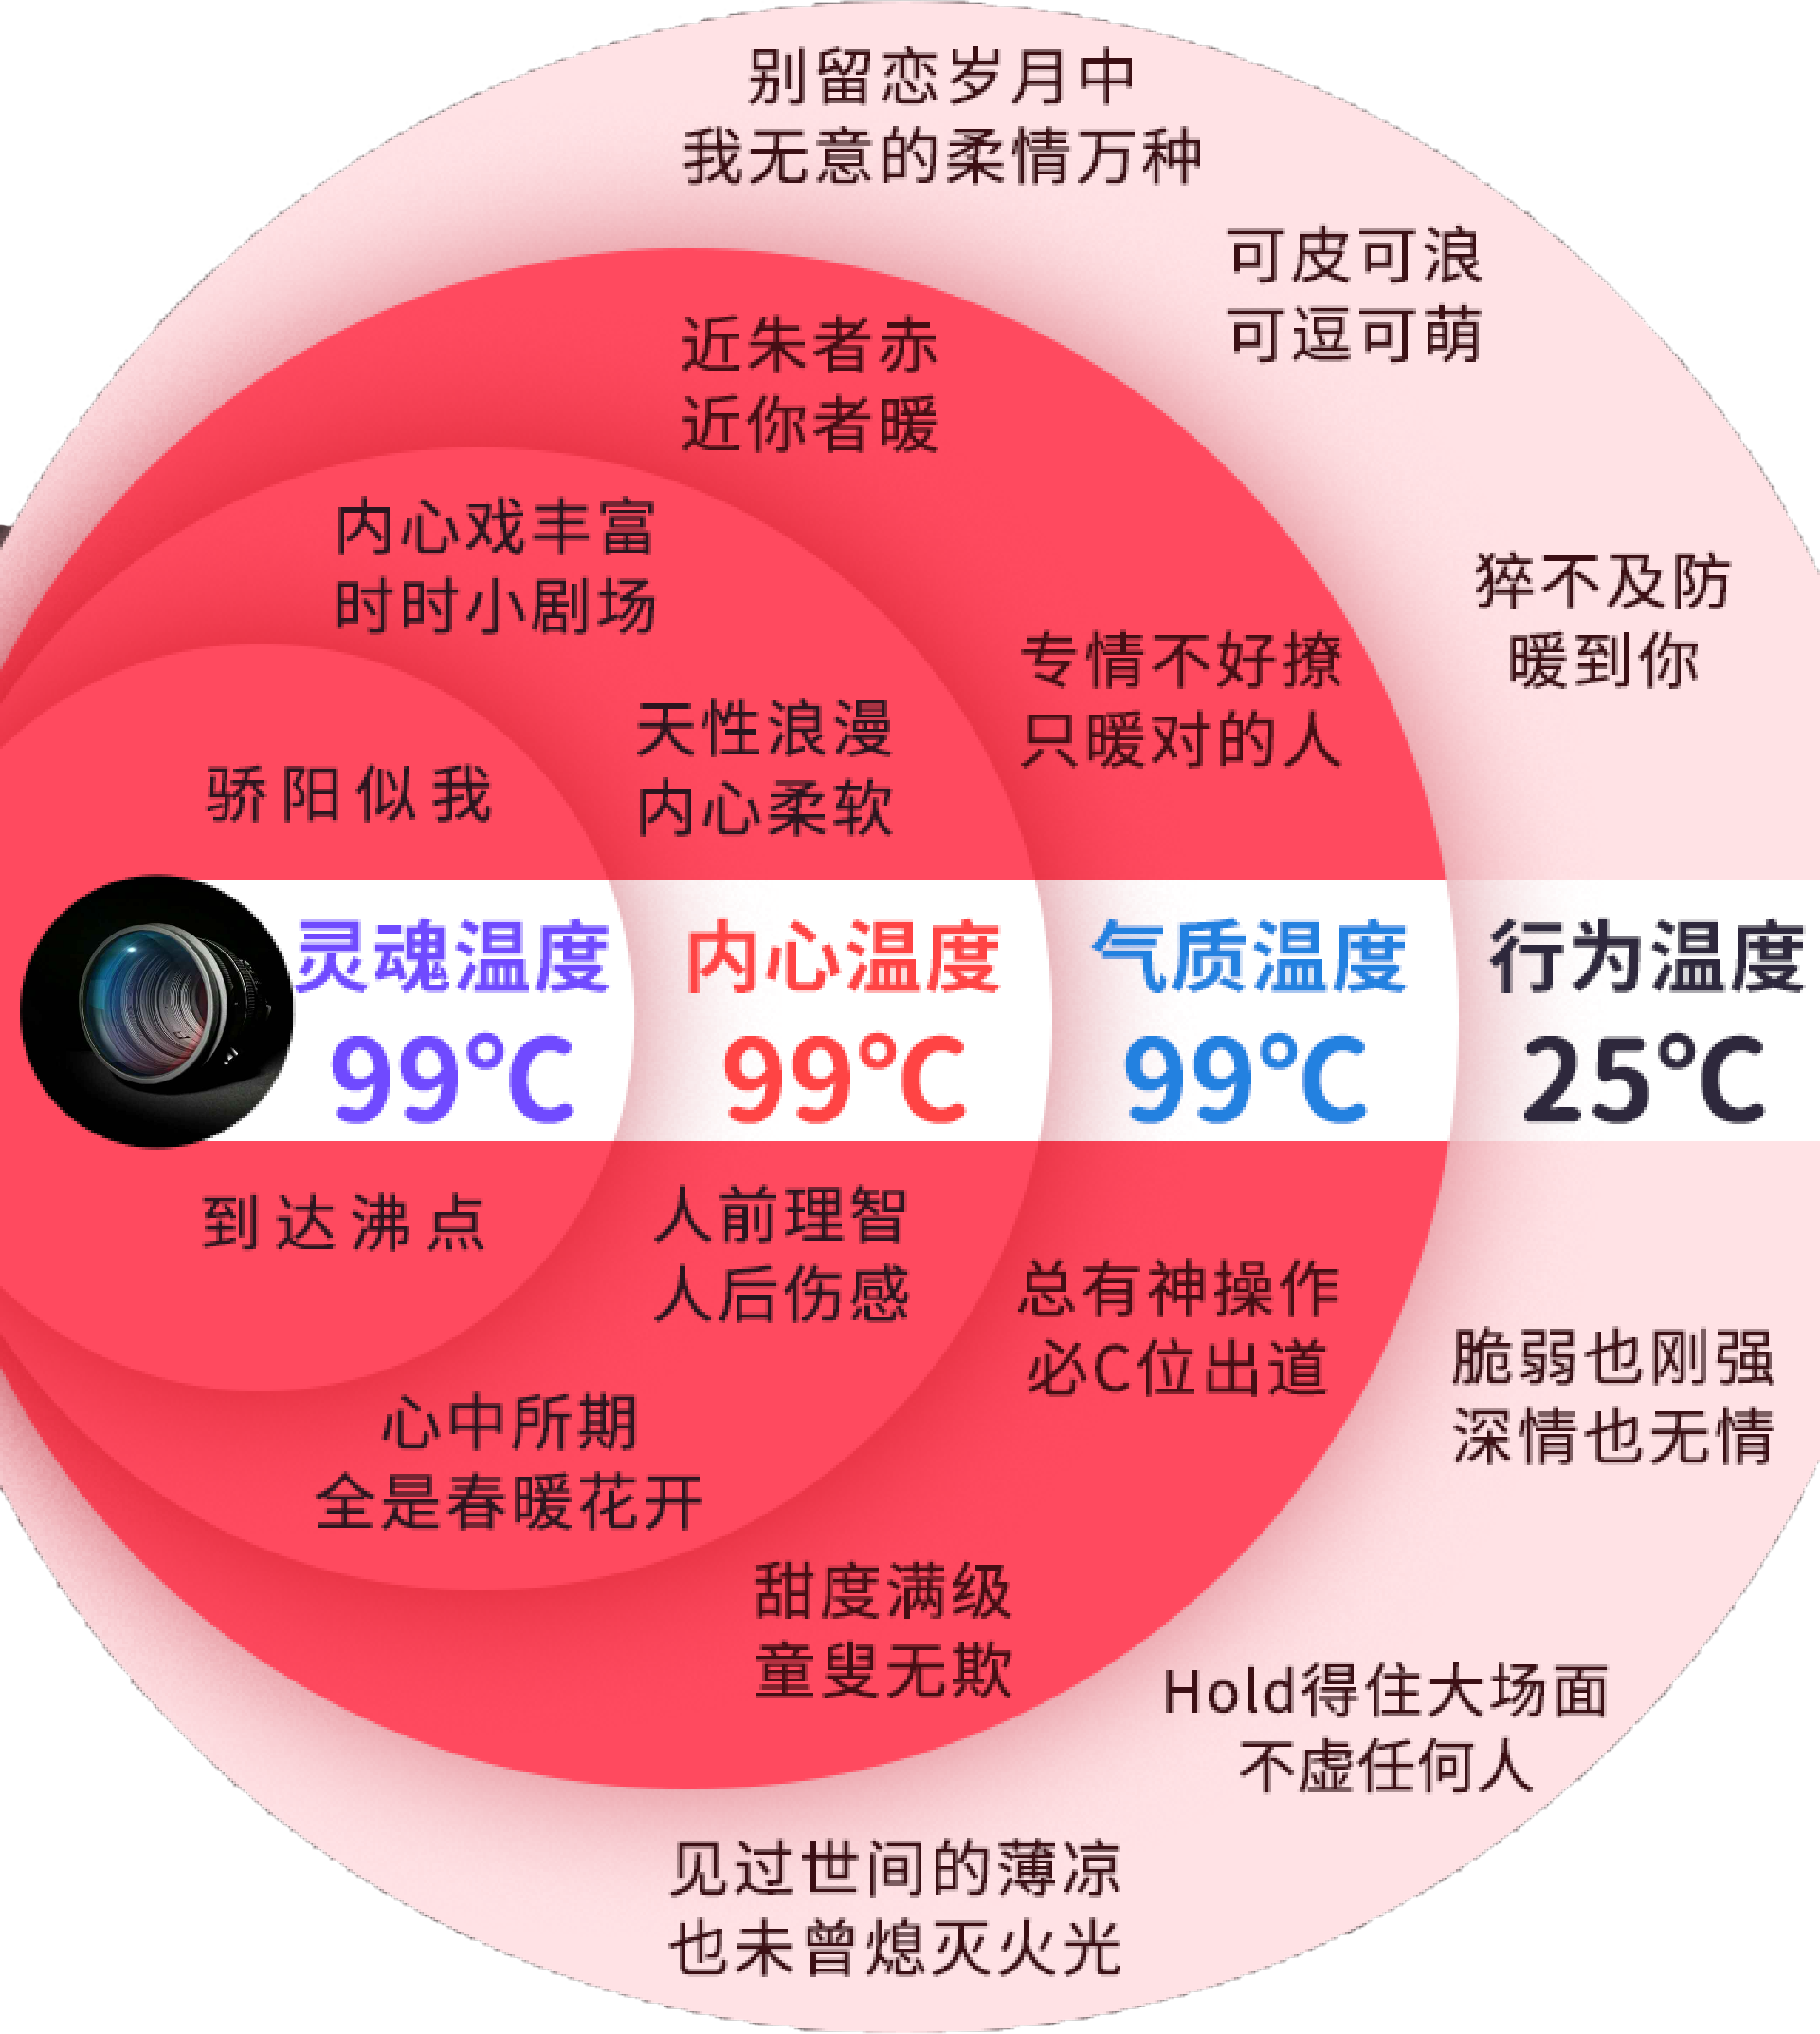 别留恋岁月中
我无意的柔情万种
可皮可浪
可逗可萌
近朱者赤
近你者暖
内心戏丰富
时时小剧场
猝不及防
暖到你
专情不好撩
只暖对的人
天性浪漫
内心柔软
骄阳似我
灵魂温度
99℃
内心温度
99℃
气质温度
99℃
行为温度
25℃
到达沸点
人前理智
人后伤感
总有神操作
必C位出道
脆弱也刚强
深情也无情
心中所期
全是春暖花开
甜度满级
童叟无欺
Hold得住大场面
不虚任何人
见过世间的薄凉
也未曾熄灭火光